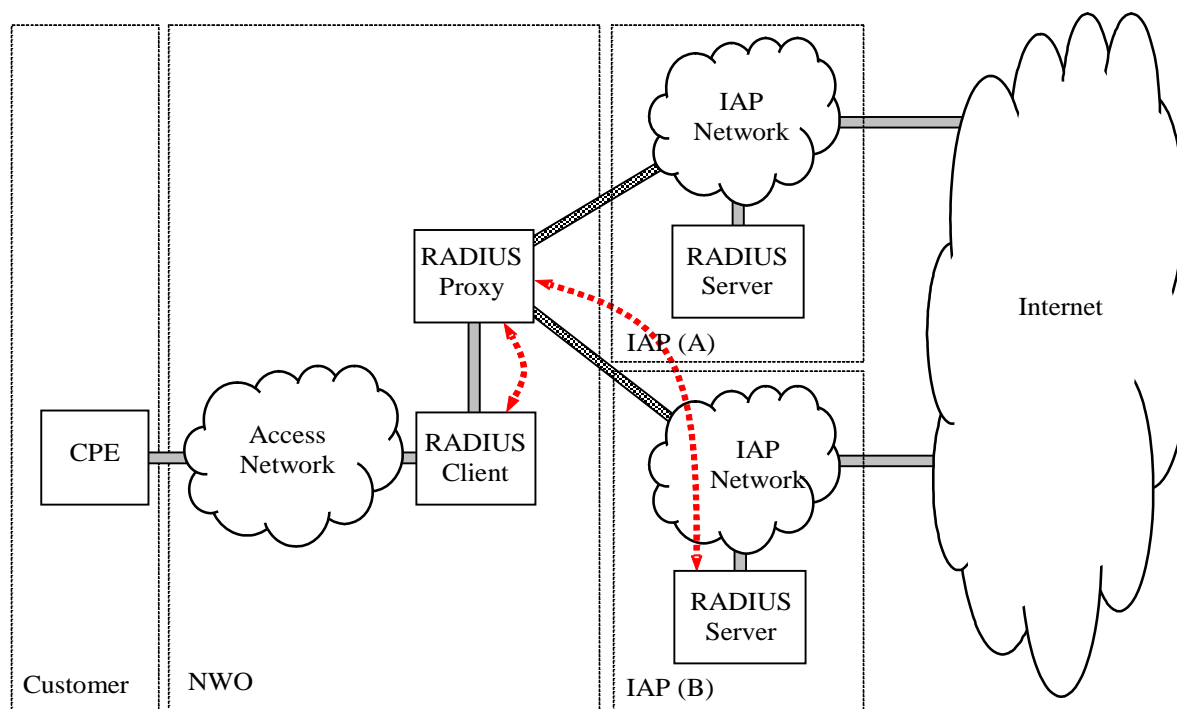 IAP
Network
RADIUS
Proxy
RADIUS
Server
Internet
IAP (A)
CPE
Access
Network
RADIUS
Client
IAP
Network
RADIUS
Server
Customer
NWO
IAP (B)